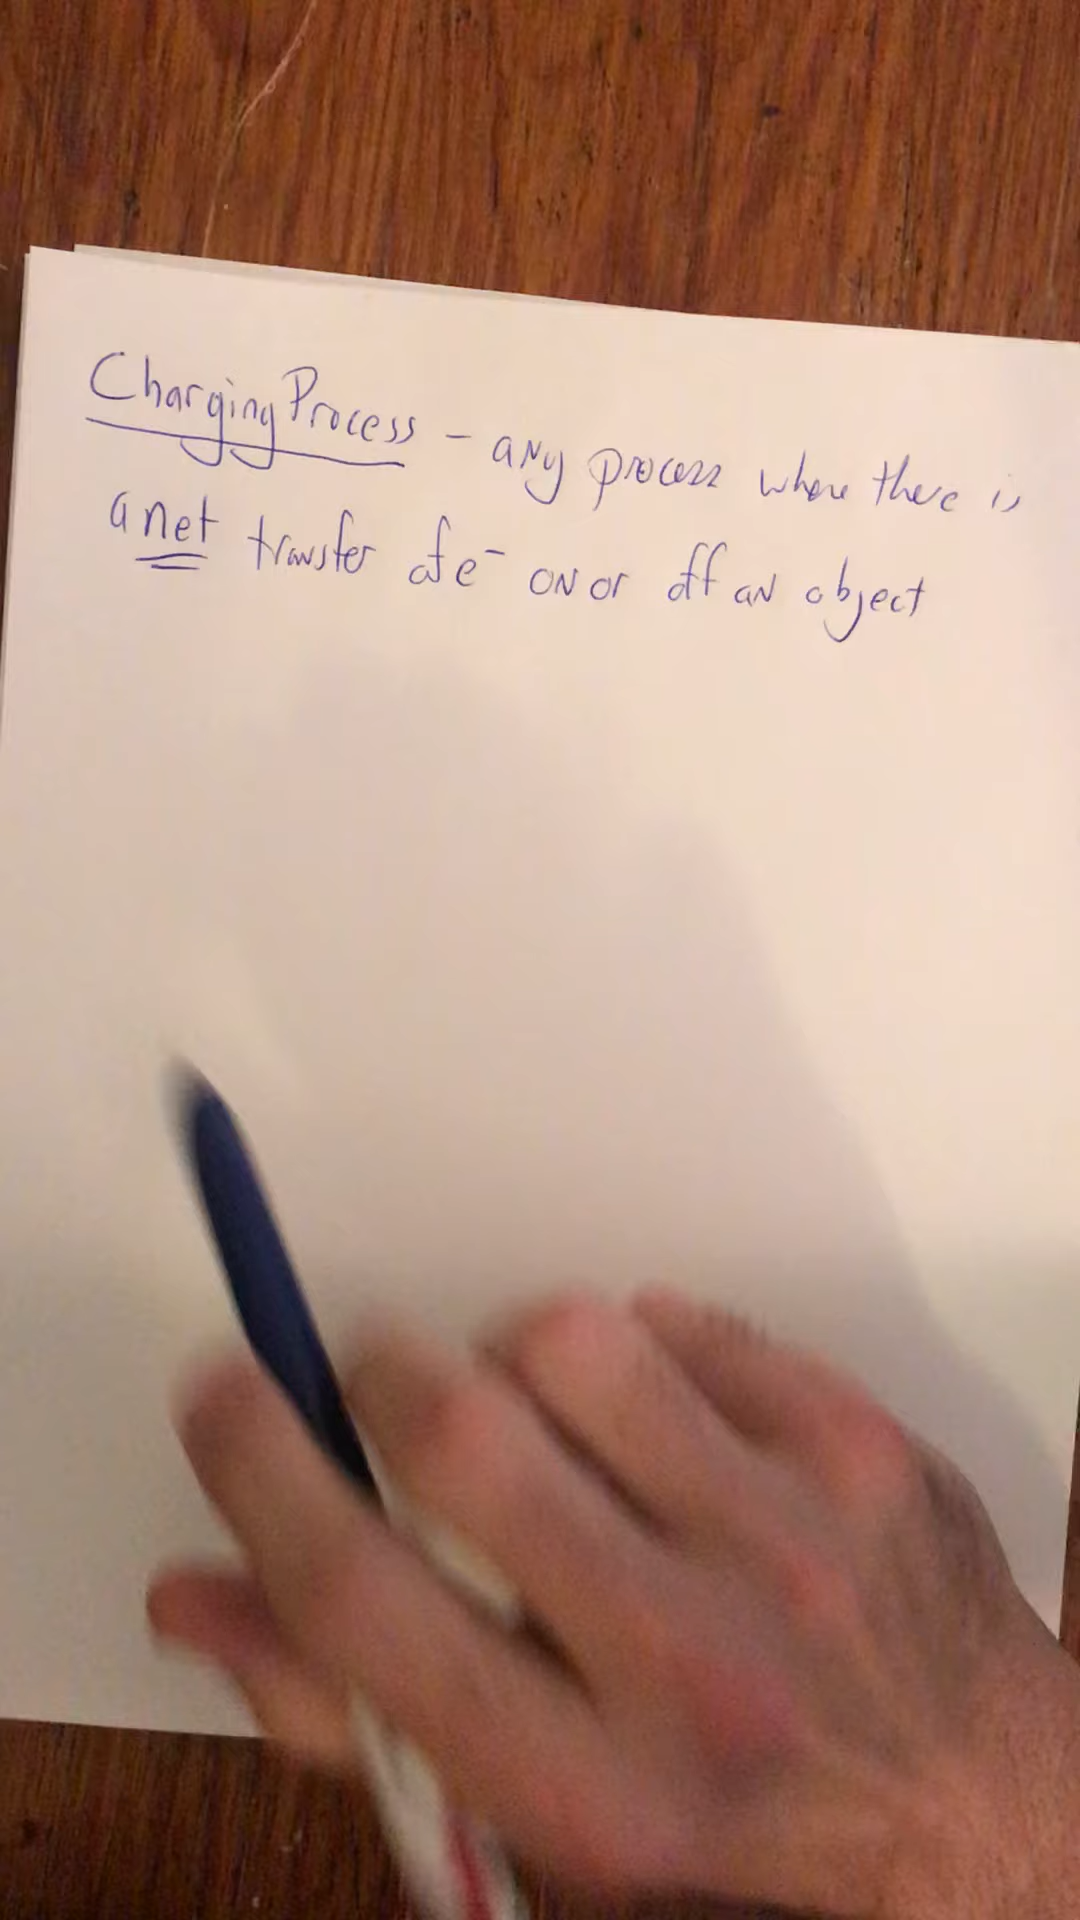 Charging Process - any process where there is
a net transfer of e⁻ on or off an object